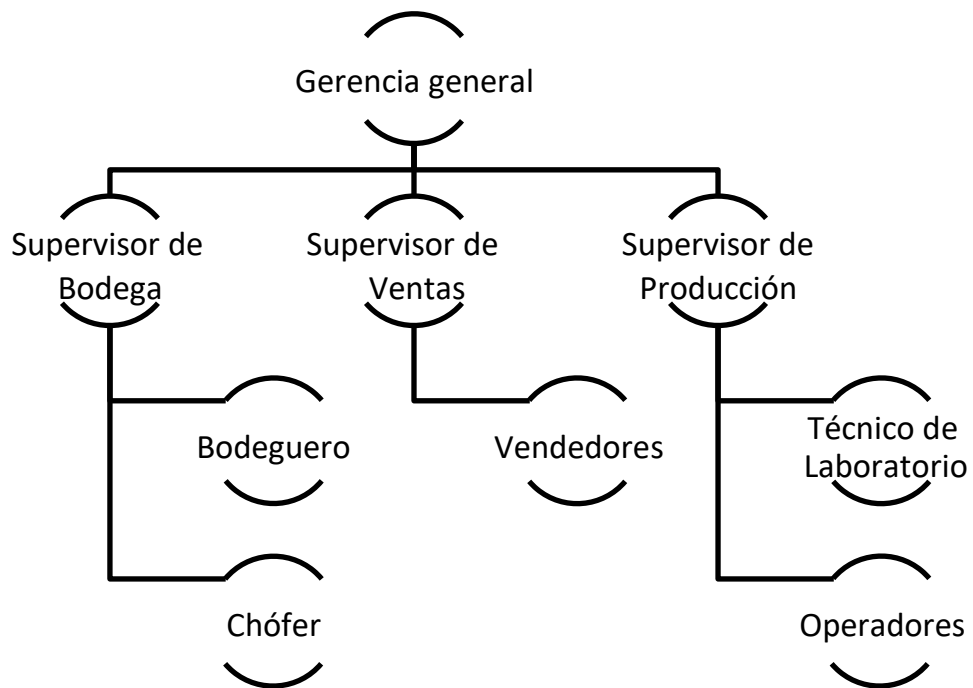 Gerencia general
Supervisor de
Bodega
Supervisor de
Ventas
Supervisor de
Producción
Bodeguero
Vendedores
Técnico de
Laboratorio
Chófer
Operadores